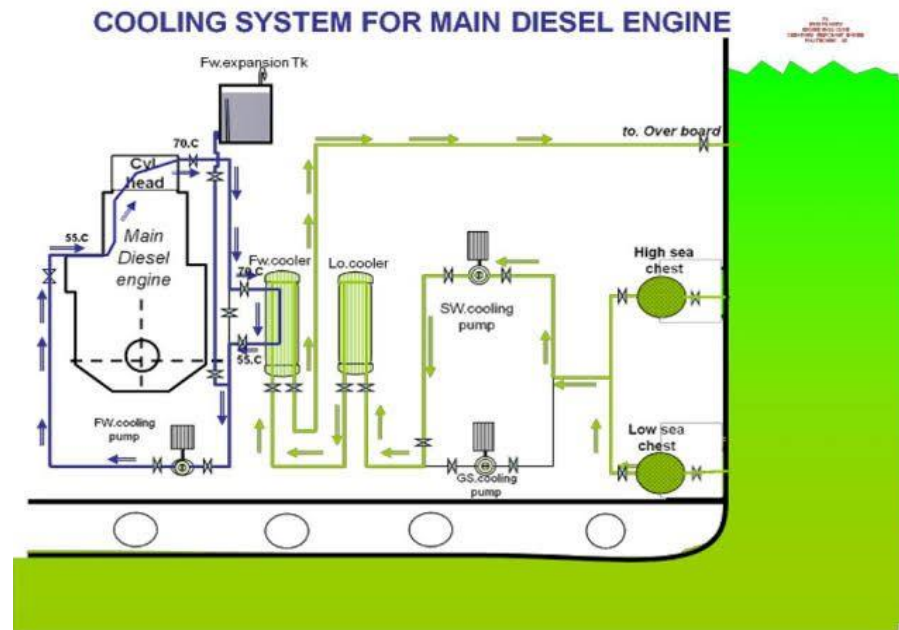 COOLING SYSTEM FOR MAIN DIESEL ENGINE
Fw.expansion Tk
to. Over board
70.C
Cyl
head
55.C
Main
Diesel
engine
70.C
Fw.cooler
Lo.cooler
High sea
chest
SW.cooling
pump
55.C
FW.cooling
pump
Low sea
chest
GS.cooling
pump